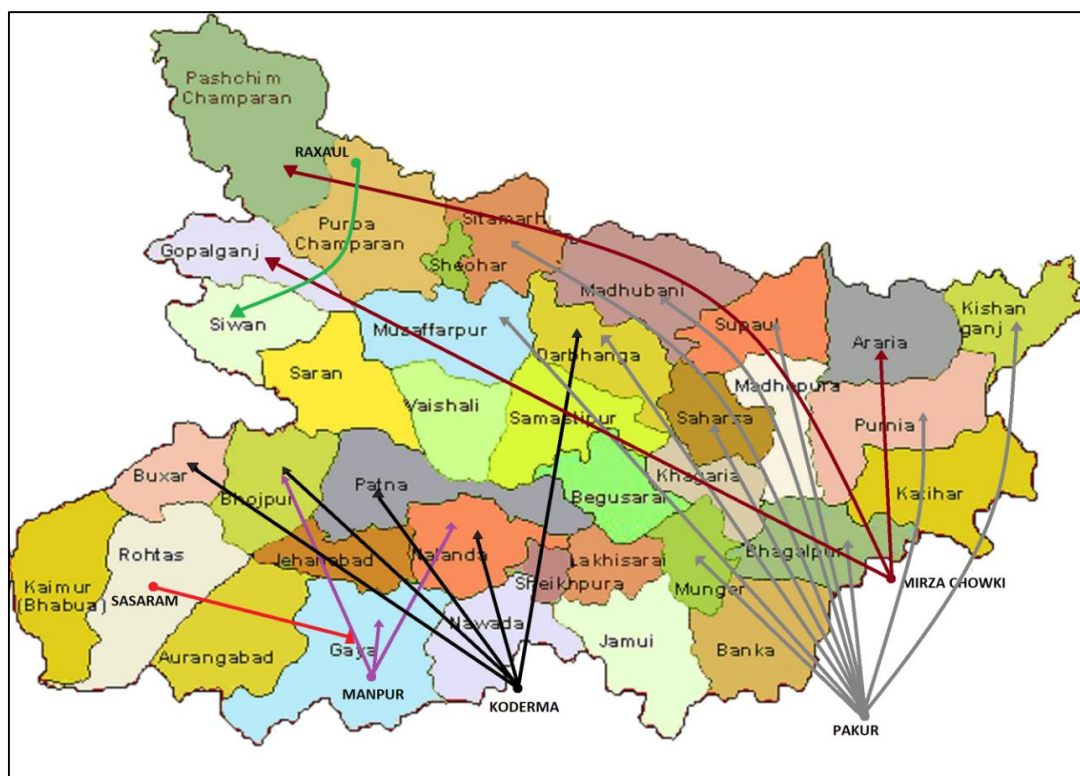 Pashchim
Champaran
RAXAUL
Purba
Champaran
Sitamarhi
Gopalganj
Sheohar
Madhubani
Kishan
ganj
Siwan
Muzaffarpur
Supaul
Araria
Darbhanga
Saran
Madhepura
Vaishali
Samastipur
Saharsa
Purnia
Buxar
Bhojpur
Patna
Begusarai
Khagaria
Katihar
Rohtas
Jehanabad
Nalanda
Lakhisarai
Bhagalpur
Kaimur
(Bhabua)
SASARAM
Sheikhpura
Munger
MIRZA CHOWKI
Nawada
Aurangabad
Gaya
Jamui
Banka
MANPUR
KODERMA
PAKUR